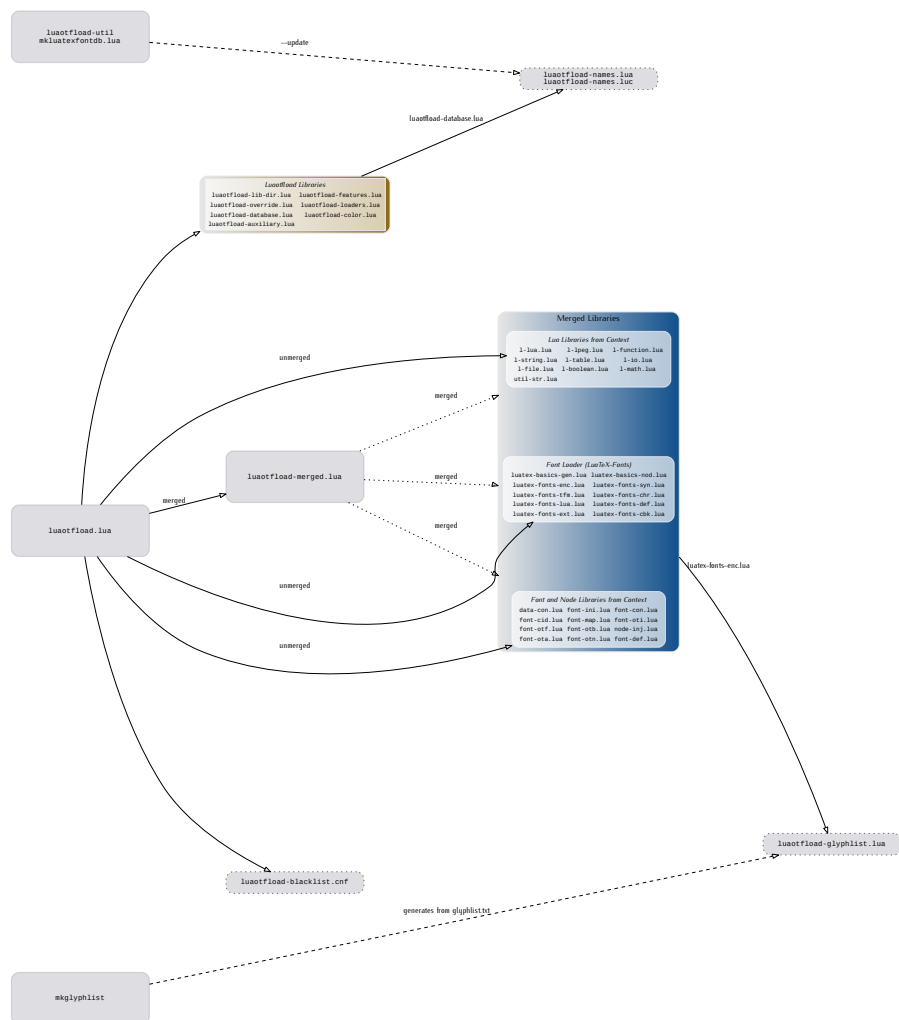 luaotfload-util
mkluatexfontdb.lua
--update
luaotfload-names.lua
luaotfload-names.luc
luaotfload-database.lua
Luaotfload Libraries
luaotfload-lib-dir.lua luaotfload-features.lua
luaotfload-override.lua luaotfload-loaders.lua
luaotfload-database.lua luaotfload-color.lua
luaotfload-auxiliary.lua
Merged Libraries
Lua Libraries from Context
l-lua.lua l-lpeg.lua l-function.lua
l-string.lua l-table.lua l-io.lua
l-file.lua l-boolean.lua l-math.lua
util-str.lua
unmerged
merged
luaotfload-merged.lua
merged
merged
merged
Font Loader (LuaTeX-Fonts)
luatex-basics-gen.lua luatex-basics-nod.lua
luatex-fonts-enc.lua luatex-fonts-syn.lua
luatex-fonts-tfm.lua luatex-fonts-chr.lua
luatex-fonts-lua.lua luatex-fonts-def.lua
luatex-fonts-ext.lua luatex-fonts-cbk.lua
luaotfload.lua
luatex-fonts-enc.lua
unmerged
Font and Node Libraries from Context
data-con.lua font-ini.lua font-con.lua
font-cid.lua font-map.lua font-oti.lua
font-otf.lua font-otb.lua node-inj.lua
font-ota.lua font-otn.lua font-def.lua
unmerged
luaotfload-glyphlist.lua
luaotfload-blacklist.cnf
generates from glyphlist.txt
mkglyphlist